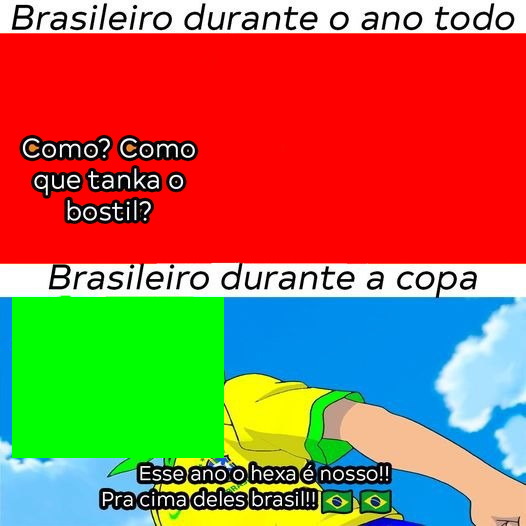 Brasileiro durante o ano todo
Como? Como
que tanka o
bostil?
Brasileiro durante a copa
Esse ano o hexa é nosso!!
Pra cima deles brasil!! 🇧🇷 🇧🇷